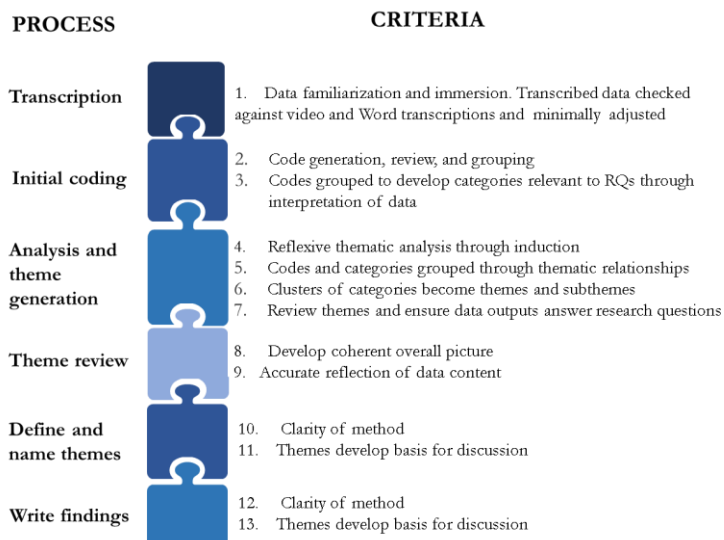 PROCESS
CRITERIA
Transcription
1. Data familiarization and immersion. Transcribed data checked
against video and Word transcriptions and minimally adjusted
Initial coding
2. Code generation, review, and grouping
3. Codes grouped to develop categories relevant to RQs through
interpretation of data
Analysis and
theme
generation
4. Reflexive thematic analysis through induction
5. Codes and categories grouped through thematic relationships
6. Clusters of categories become themes and subthemes
7. Review themes and ensure data outputs answer research questions
Theme review
8. Develop coherent overall picture
9. Accurate reflection of data content
Define and
name themes
10. Clarity of method
11. Themes develop basis for discussion
Write findings
12. Clarity of method
13. Themes develop basis for discussion